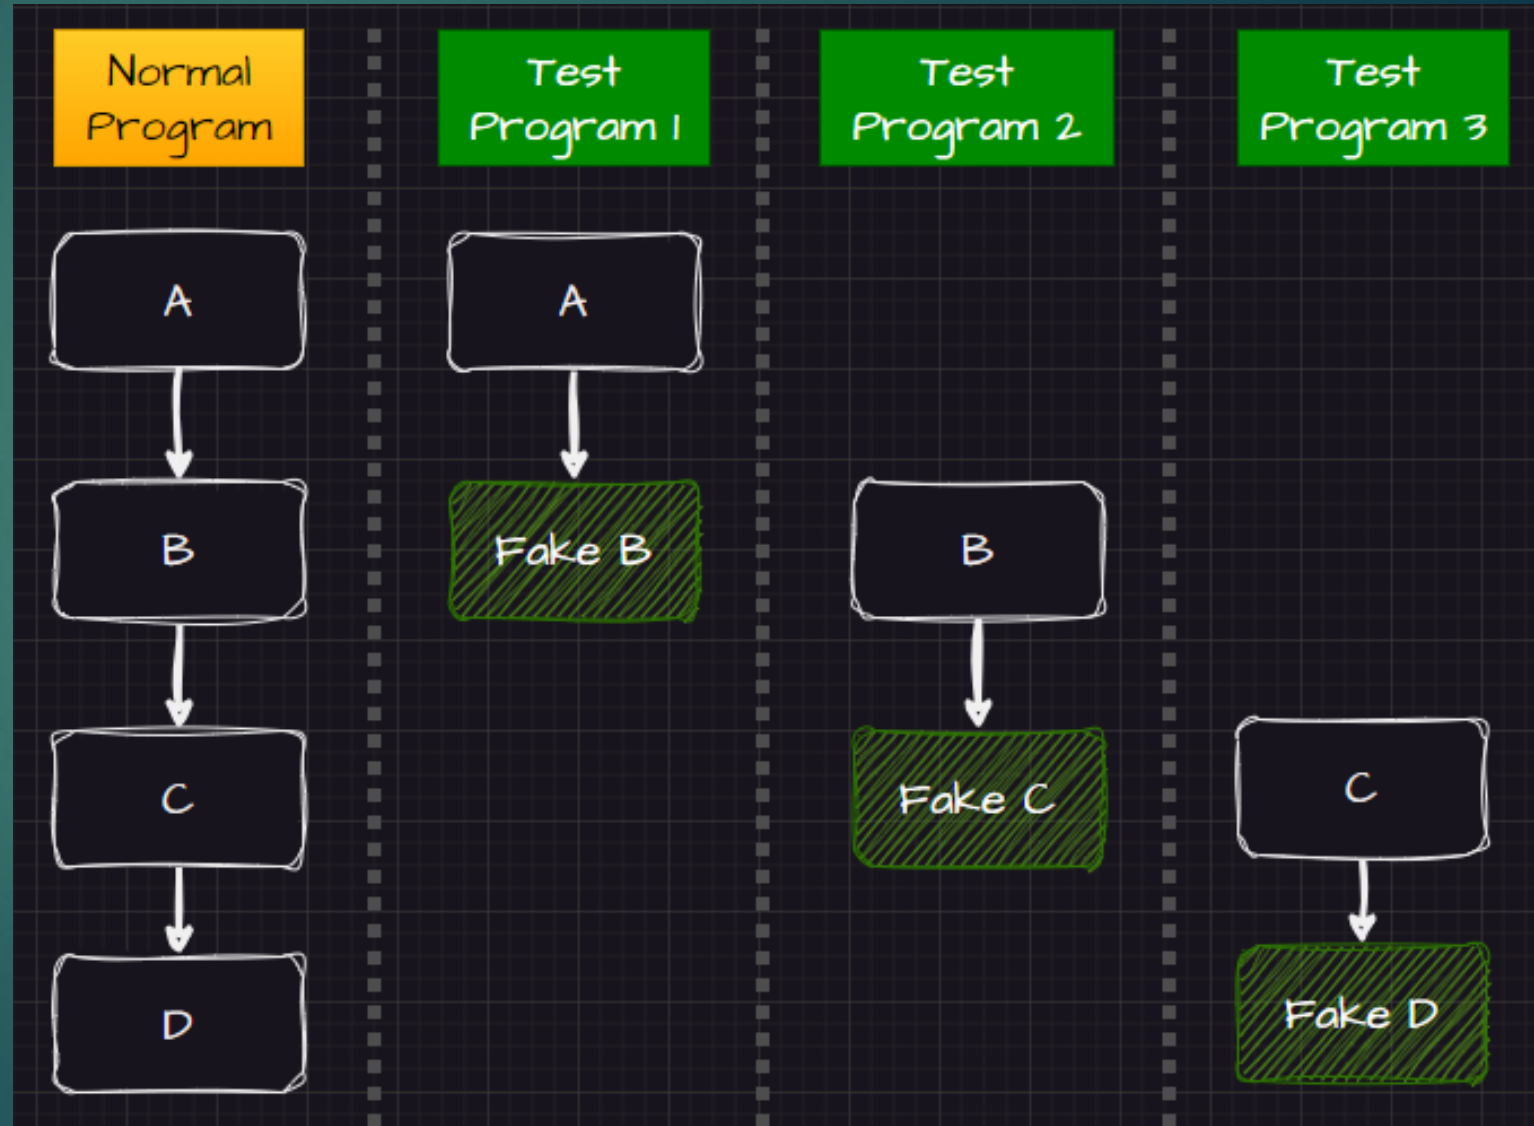 Normal
Program
Test
Program 1
Test
Program 2
Test
Program 3
A
A
B
Fake B
B
C
Fake C
C
D
Fake D